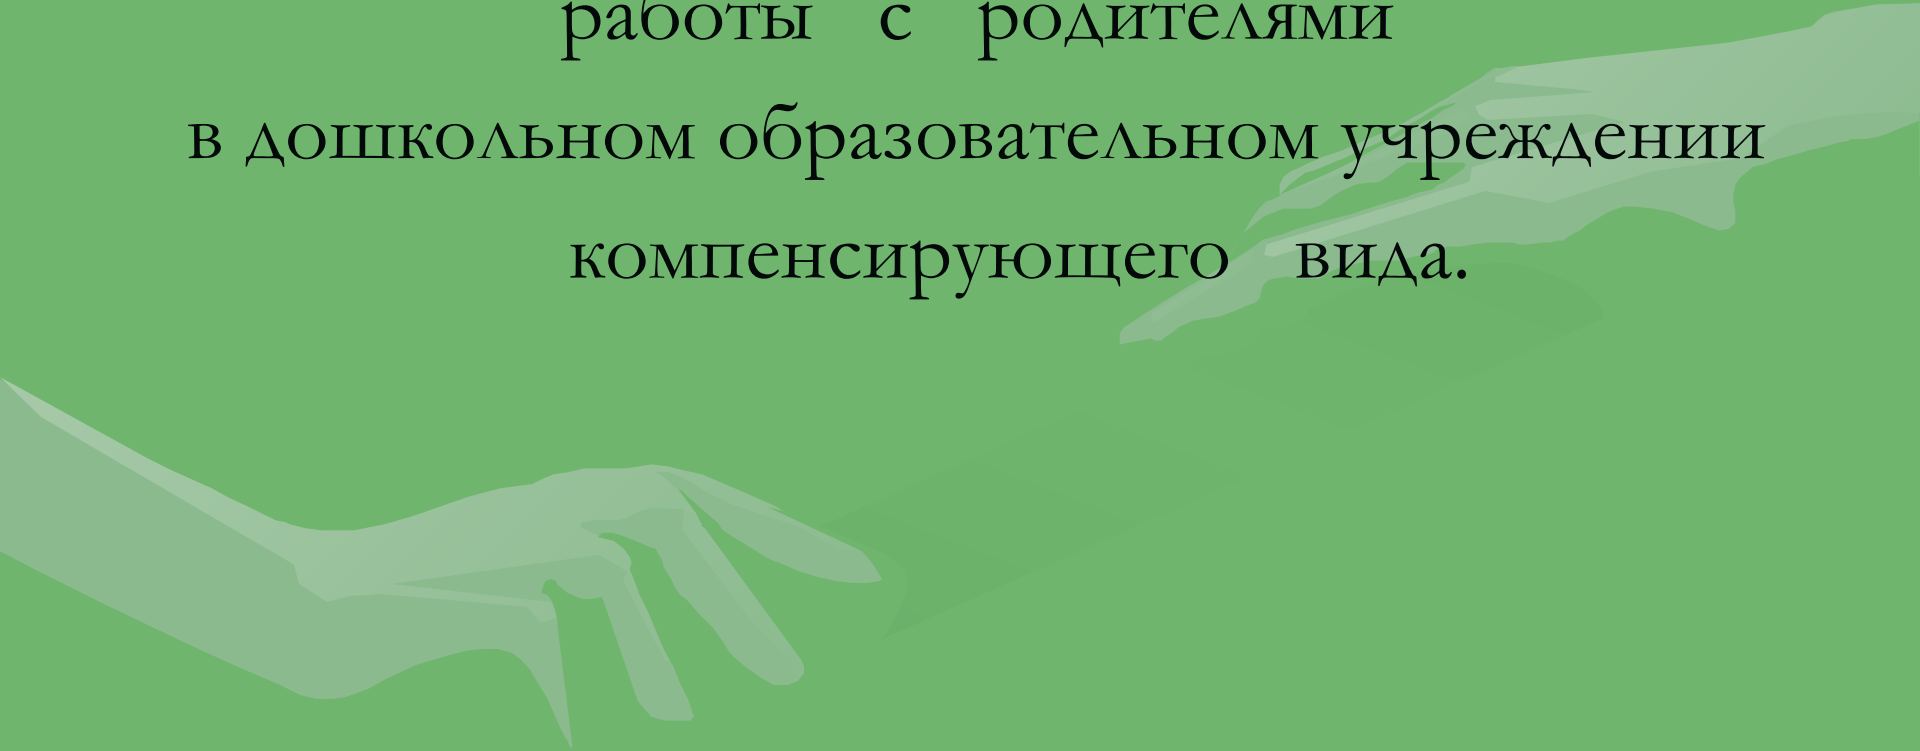 работы с родителями
в дошкольном образовательном учреждении
компенсирующего вида.